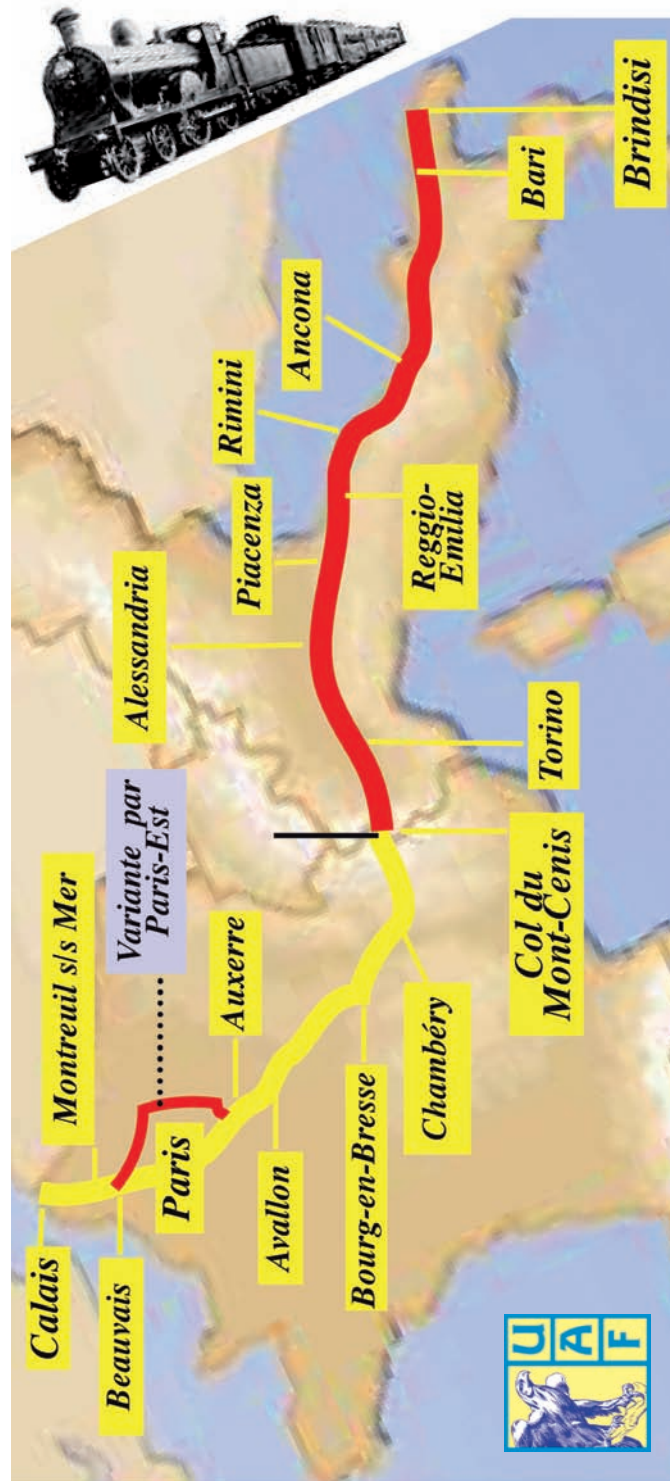 Calais
Montreuil s/s Mer
Beauvais
Variante par
Paris-Est
Paris
Auxerre
Avallon
Bourg-en-Bresse
Chambéry
Col du
Mont-Cenis
Torino
Alessandria
Piacenza
Reggio-
Emilia
Rimini
Ancona
Bari
Brindisi
UAF